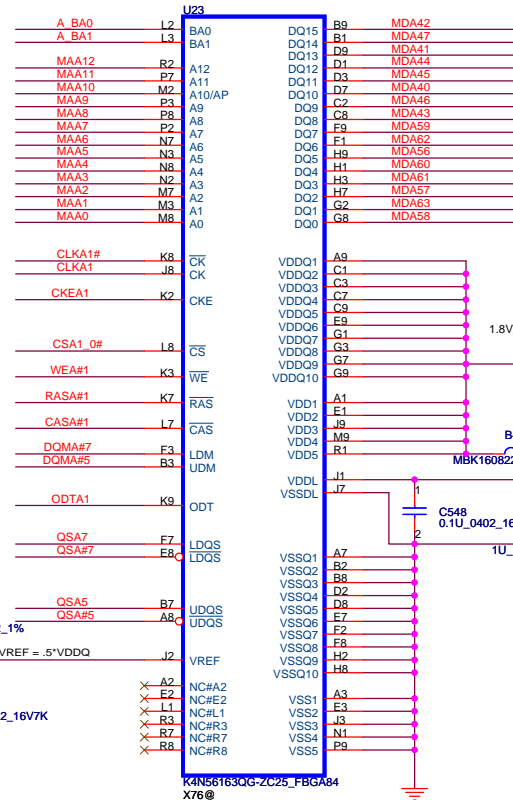 U23
A_BA0 L2 BA0 DQ15 B9 MDA42
A_BA1 L3 BA1 DQ14 B1 MDA47
DQ13 D9 MDA41
MAA12 R2 A12 DQ12 D1 MDA44
MAA11 P7 A11 DQ11 D3 MDA45
MAA10 M2 A10/AP DQ10 D7 MDA40
MAA9 P3 A9 DQ9 C2 MDA46
MAA8 P8 A8 DQ8 C8 MDA43
MAA7 P2 A7 DQ7 F9 MDA59
MAA6 N7 A6 DQ6 F1 MDA62
MAA5 N3 A5 DQ5 H9 MDA56
MAA4 N8 A4 DQ4 H1 MDA60
MAA3 N2 A3 DQ3 H3 MDA61
MAA2 M7 A2 DQ2 H7 MDA57
MAA1 M3 A1 DQ1 G2 MDA63
MAA0 M8 A0 DQ0 G8 MDA58
CLKA1# K8 CK VDDQ1 A9
CLKA1 J8 CK VDDQ2 C1
VDDQ3 C3
CKEA1 K2 CKE VDDQ4 C7
VDDQ5 C9
VDDQ6 E9
VDDQ7 G1 1.8V
CSA1_0# L8 CS VDDQ8 G3
VDDQ9 G7
WEA#1 K3 WE VDDQ10 G9
RASA#1 K7 RAS VDD1 A1
VDD2 E1
CASA#1 L7 CAS VDD3 J9
VDD4 M9 B
DQMA#7 F3 LDM VDD5 R1
DQMA#5 B3 UDM MBK160822
VDDL J1
VSSDL J7 1
ODTA1 K9 ODT C548
0.1U_0402_16
2
QSA7 F7 LDQS 1U_
QSA#7 E8 LDQS VSSQ1 A7
VSSQ2 B2
VSSQ3 B8
VSSQ4 D2
QSA5 B7 UDQS VSSQ5 D8
QSA#5 A8 UDQS VSSQ6 E7
_1% VSSQ7 F2
VSSQ8 F8
VREF = .5*VDDQ J2 VREF VSSQ9 H2
VSSQ10 H8
A2 NC#A2
E2 NC#E2 VSS1 A3
L1 NC#L1 VSS2 E3
2_16V7K R3 NC#R3 VSS3 J3
R7 NC#R7 VSS4 N1
R8 NC#R8 VSS5 P9
K4N56163QG-ZC25_FBGA84
X76@